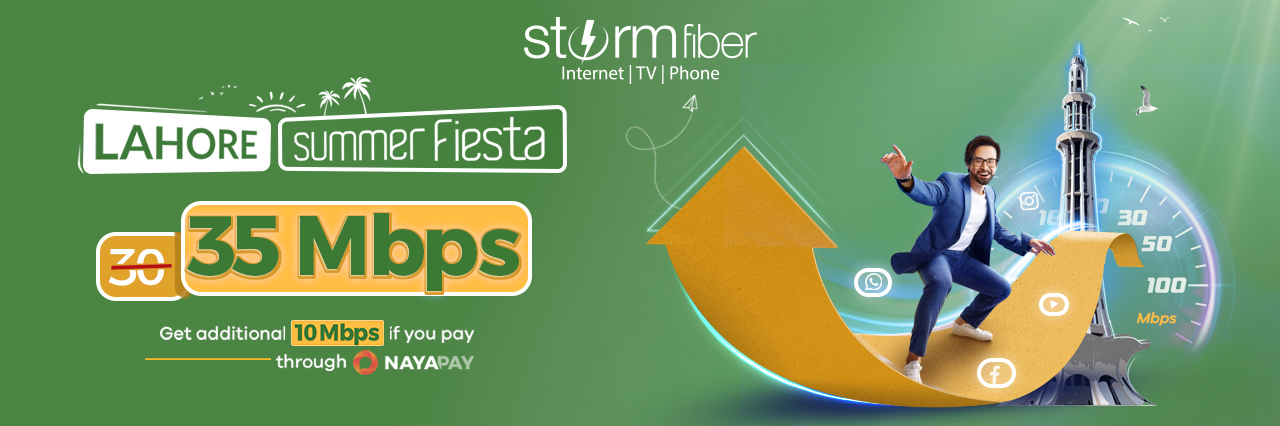 stormfiber
Internet | TV | Phone
LAHORE summer Fiesta
30 35 Mbps
Get additional 10 Mbps if you pay
through NAYAPAY
30
50
100
Mbps